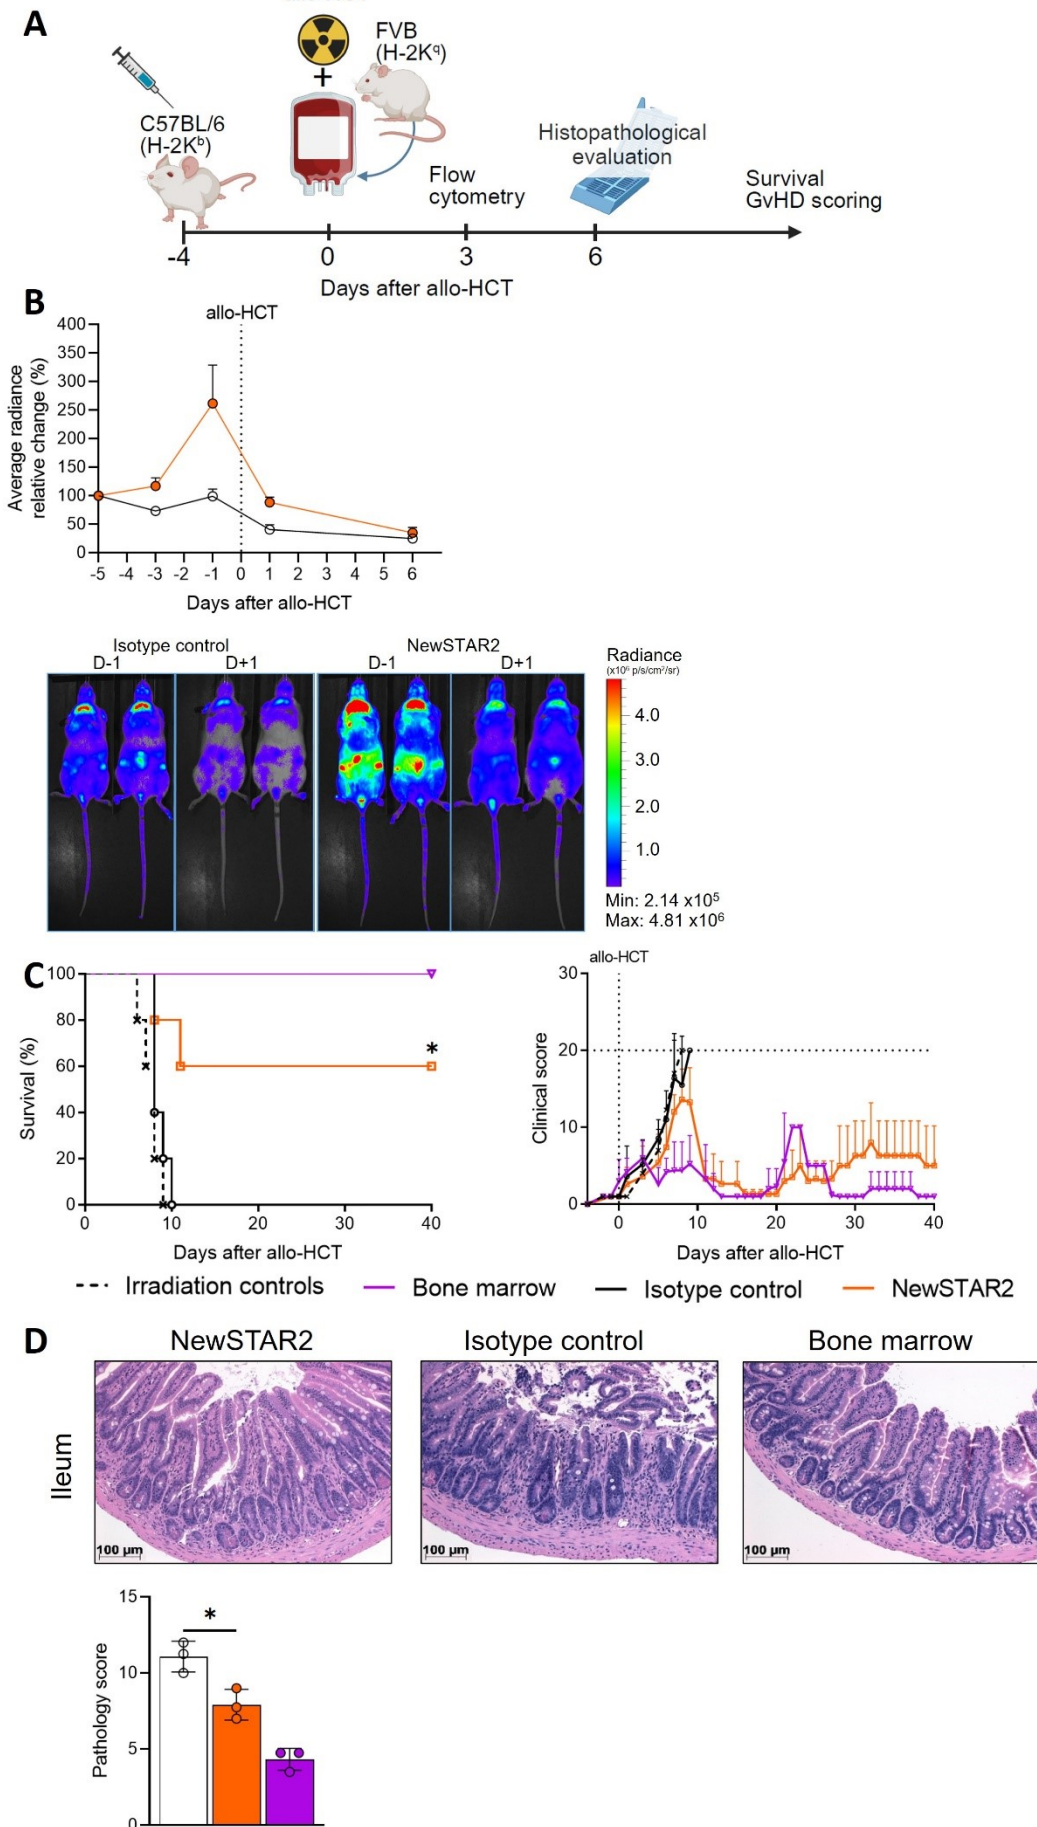 A
FVB
(H-2Kq)
+
C57BL/6
(H-2Kb)
Histopathological
evaluation
Flow
cytometry
Survival
GvHD scoring
-4
0
3
6
Days after allo-HCT
B
allo-HCT
Average radiance
relative change (%)
400
350
300
250
200
150
100
50
0
-5 -4 -3 -2 -1 0 1 2 3 4 5 6
Days after allo-HCT
Isotype control
D-1 D+1
NewSTAR2
D-1 D+1
Radiance
(x10⁶ p/s/cm²/sr)
4.0
3.0
2.0
1.0
Min: 2.14 x10⁵
Max: 4.81 x10⁶
C
Survival (%)
100
80
60
40
20
0
*
0 10 20 30 40
Days after allo-HCT
allo-HCT
Clinical score
30
20
10
0
0 10 20 30 40
Days after allo-HCT
Irradiation controls
Bone marrow
Isotype control
NewSTAR2
D
NewSTAR2
Isotype control
Bone marrow
Ileum
100 µm
100 µm
100 µm
Pathology score
15
10
5
0
*